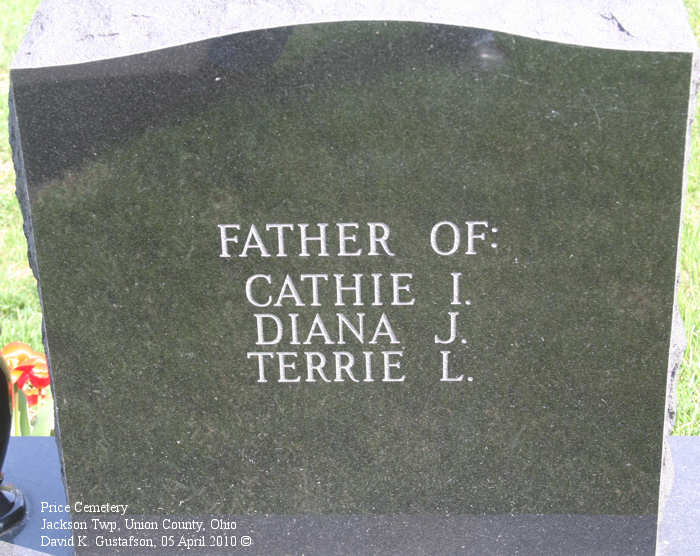 FATHER OF:
CATHIE I.
DIANA J.
TERRIE L.
Price Cemetery
Jackson Twp, Union County, Ohio
David K. Gustafson, 05 April 2010 ©